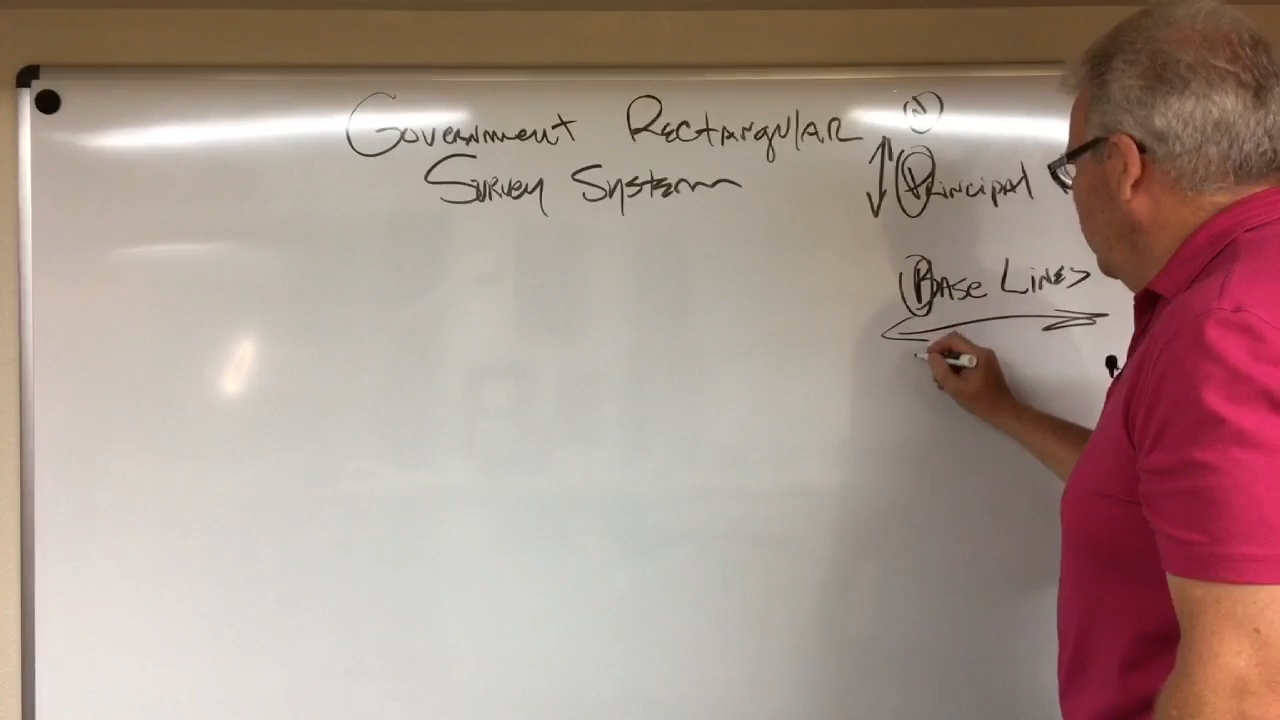 Government Rectangular
Survey System
N
Principal
Base Lines